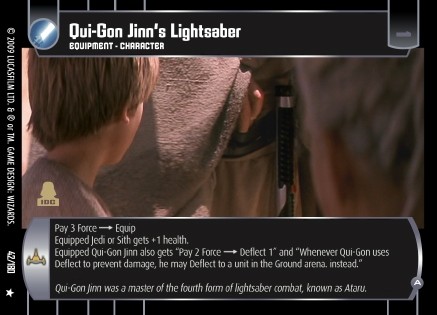 Qui-Gon Jinn's Lightsaber
EQUIPMENT - CHARACTER
© 2009 LUCASFILM LTD. & ® or TM. GAME DESIGN: WIZARDS.
42/180
Pay 3 Force → Equip
Equipped Jedi or Sith gets +1 health.
Equipped Qui-Gon Jinn also gets "Pay 2 Force → Deflect 1" and "Whenever Qui-Gon uses
Deflect to prevent damage, he may Deflect to a unit in the Ground arena. instead."
Qui-Gon Jinn was a master of the fourth form of lightsaber combat, known as Ataru.
A